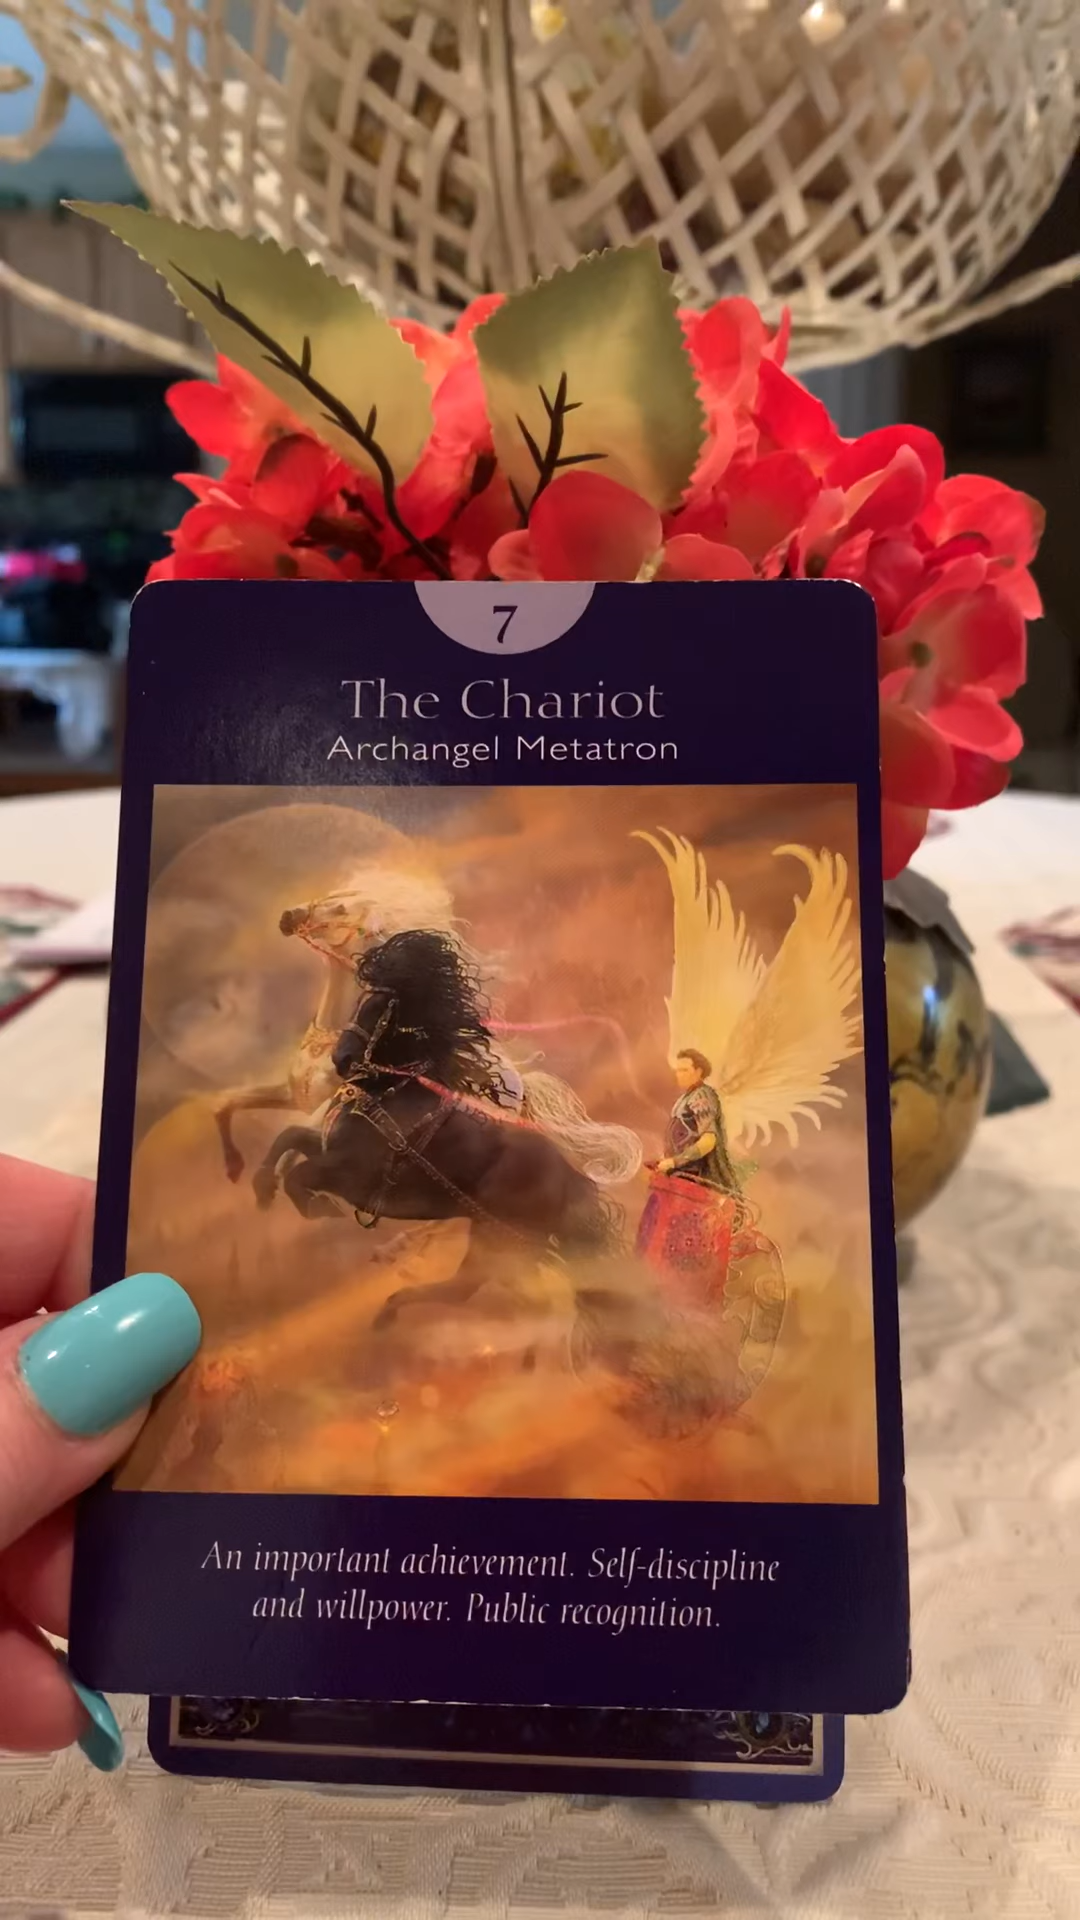 7
The Chariot
Archangel Metatron
An important achievement. Self-discipline
and willpower. Public recognition.